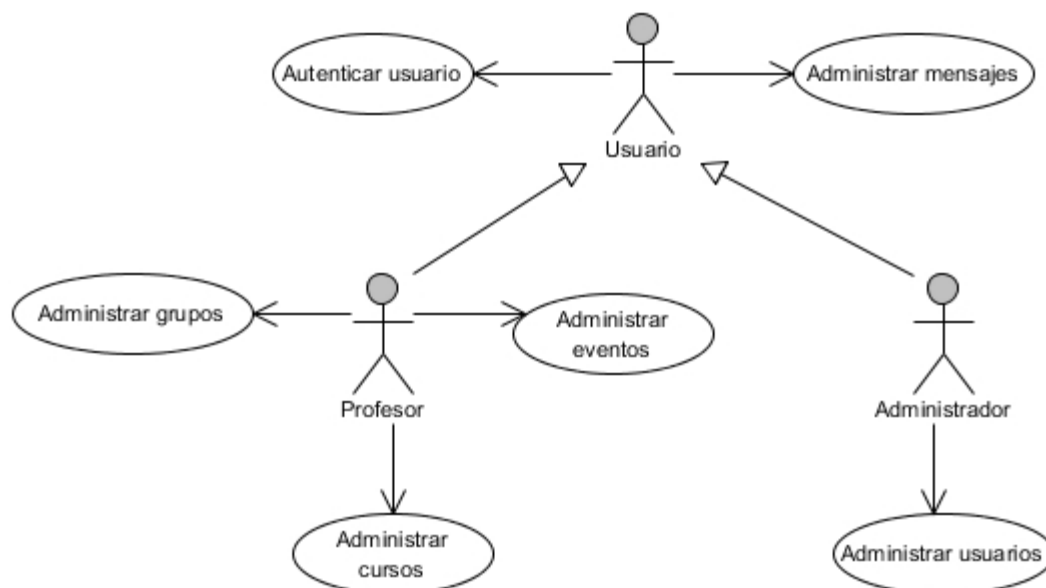 Autenticar usuario
Administrar mensajes
Usuario
Administrar grupos
Administrar
eventos
Profesor
Administrador
Administrar
cursos
Administrar usuarios